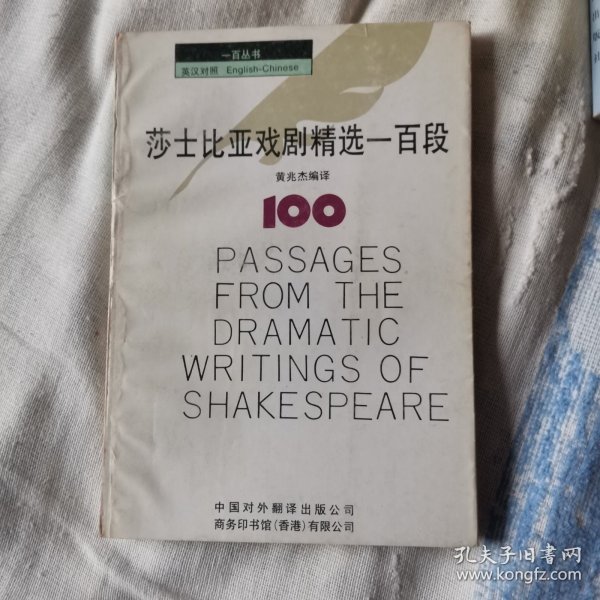 一百丛书
英汉对照 English-Chinese
莎士比亚戏剧精选一百段
黄兆杰编译
100
PASSAGES
FROM THE
DRAMATIC
WRITINGS OF
SHAKESPEARE
中国对外翻译出版公司
商务印书馆(香港)有限公司
孔夫子旧书网
www.kongfz.com